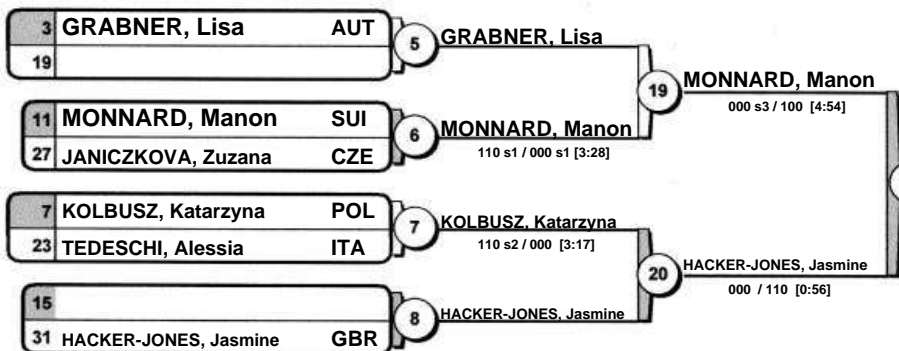 3 GRABNER, Lisa AUT
19
5 GRABNER, Lisa
11 MONNARD, Manon SUI
27 JANICZKOVA, Zuzana CZE
6 MONNARD, Manon
110 s1 / 000 s1 [3:28]
19 MONNARD, Manon
000 s3 / 100 [4:54]
7 KOLBUSZ, Katarzyna POL
23 TEDESCHI, Alessia ITA
7 KOLBUSZ, Katarzyna
110 s2 / 000 [3:17]
15
31 HACKER-JONES, Jasmine GBR
8 HACKER-JONES, Jasmine
20 HACKER-JONES, Jasmine
000 / 110 [0:56]